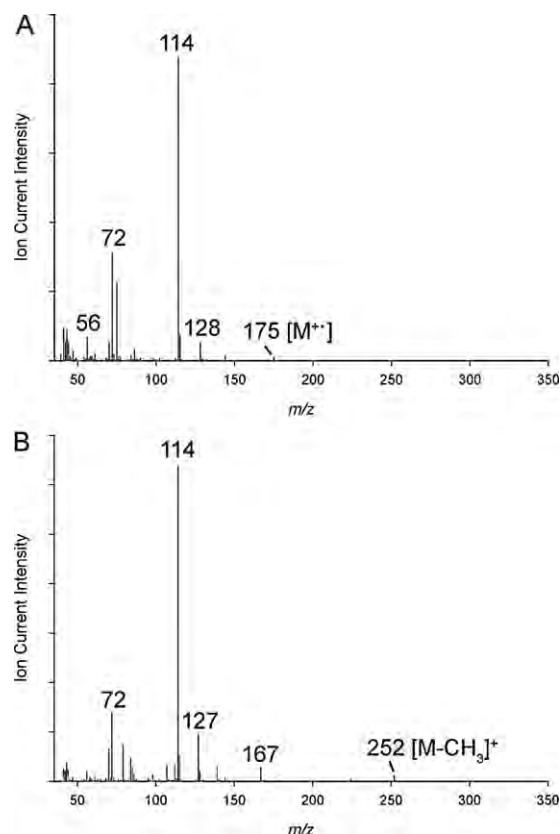 A
Ion Current Intensity
114
72
56
128
175 [M⁺·]
50 100 150 200 250 300 350
m/z
B
Ion Current Intensity
114
72
127
167
252 [M-CH₃]⁺
50 100 150 200 250 300 350
m/z